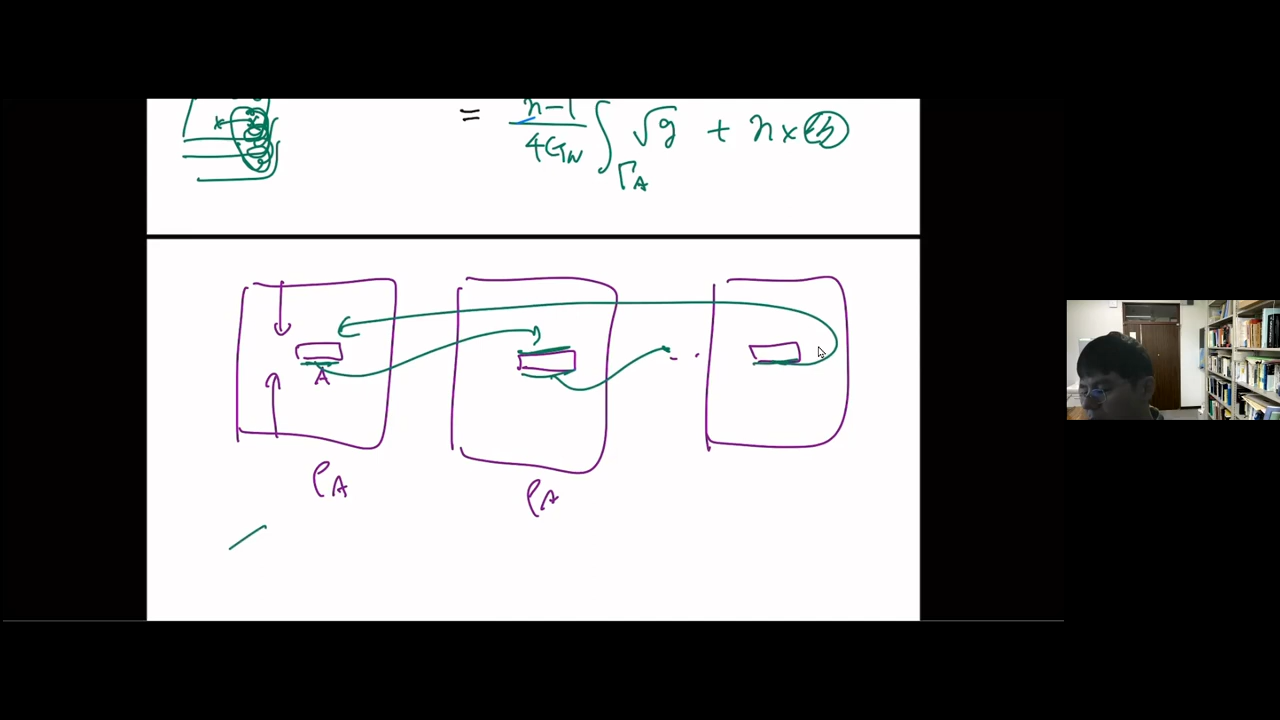 = n-1 / 4G_N ∫_{Γ_A} √g + n ×
A
ρ_A
ρ_A